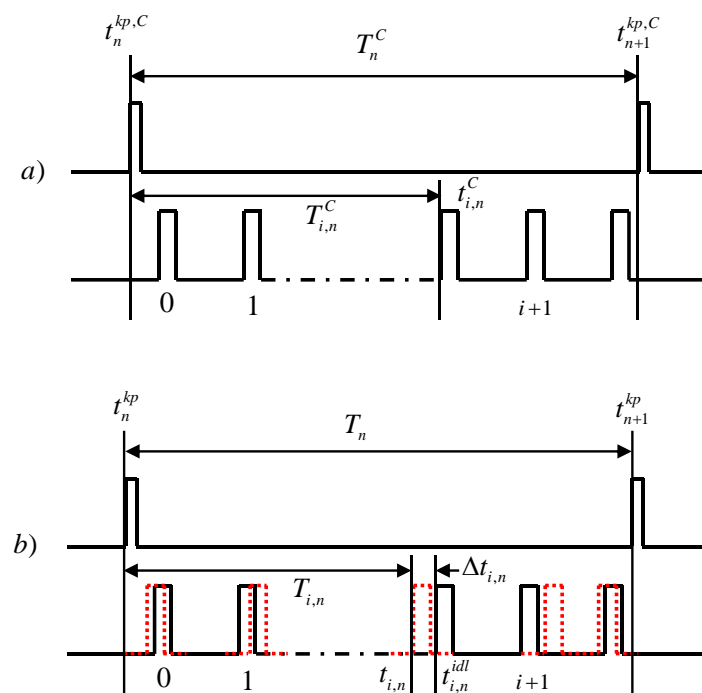 t_n^{kp,C} t_{n+1}^{kp,C}
T_n^C
a)
T_{i,n}^C t_{i,n}^C
0 1 i+1
t_n^{kp} t_{n+1}^{kp}
T_n
b)
T_{i,n} Δt_{i,n}
0 1 t_{i,n} t_{i,n}^{idl} i+1